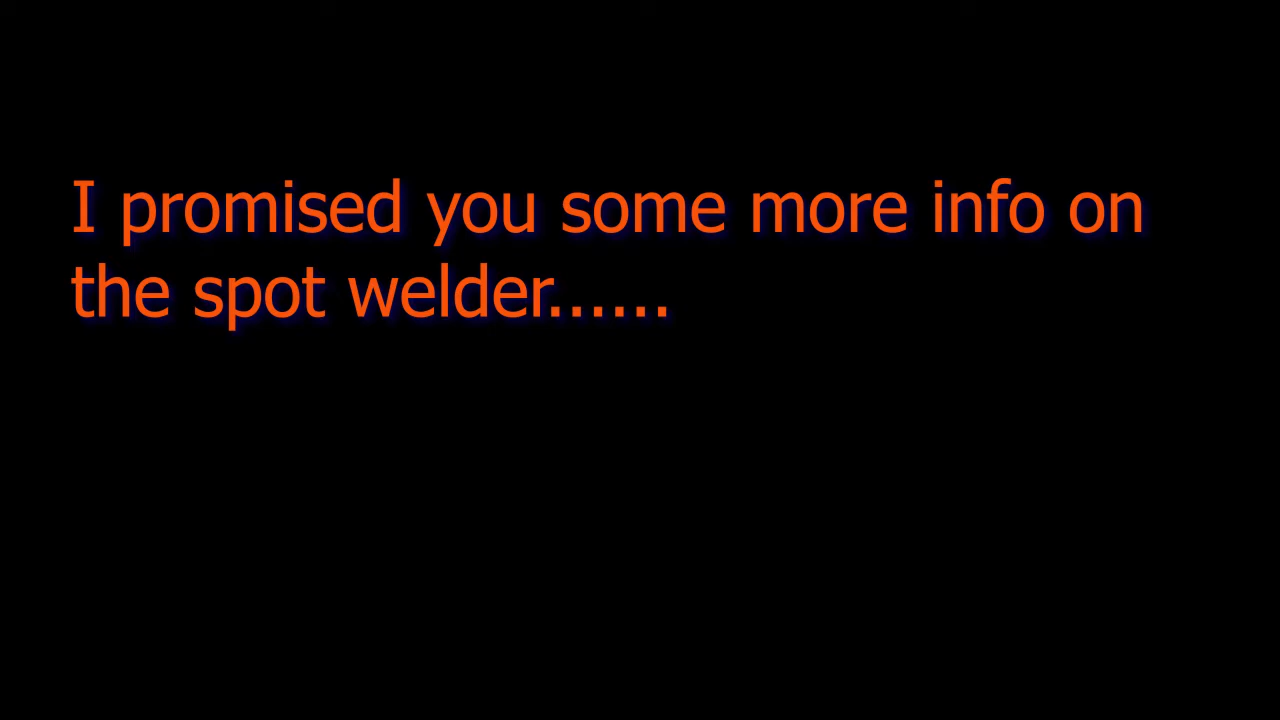 I promised you some more info on
the spot welder......